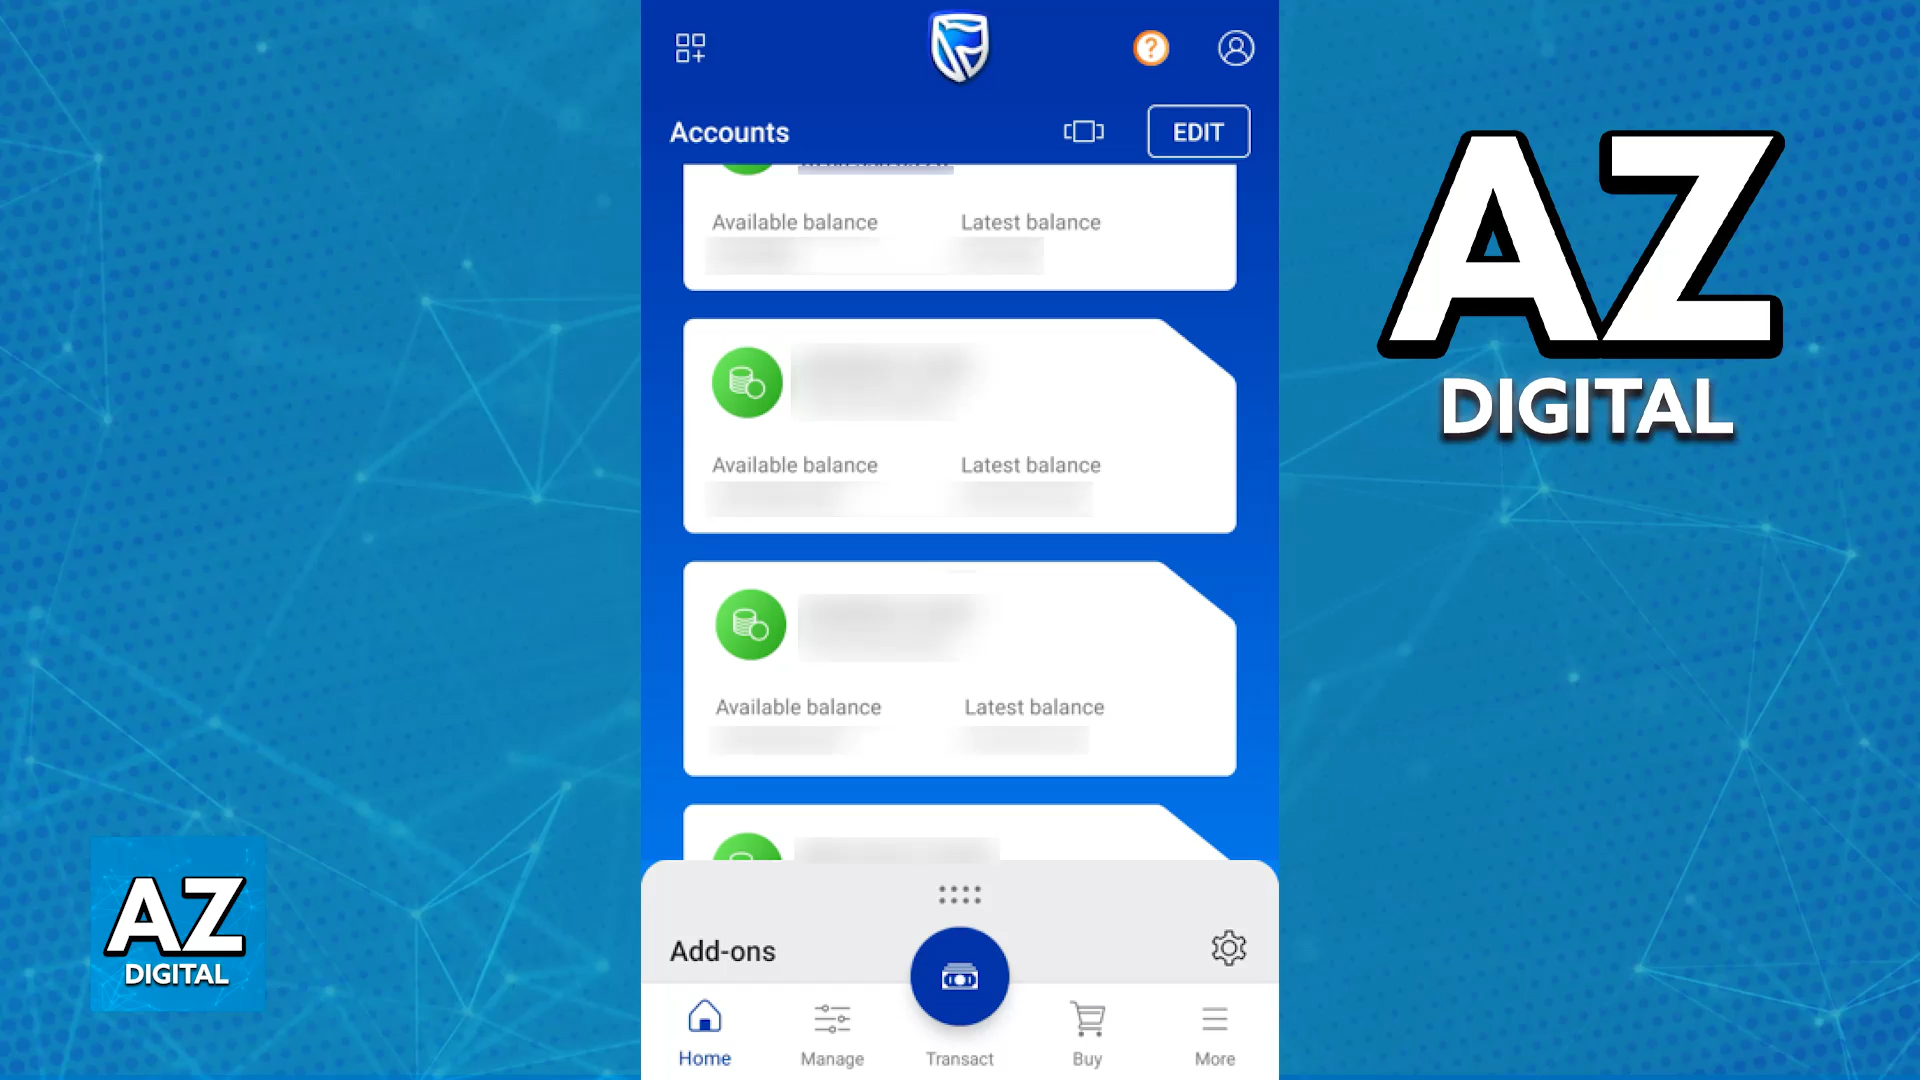 Accounts
EDIT
Available balance
Latest balance
Available balance
Latest balance
Available balance
Latest balance
Add-ons
Home
Manage
Transact
Buy
More
AZ
DIGITAL
AZ
DIGITAL